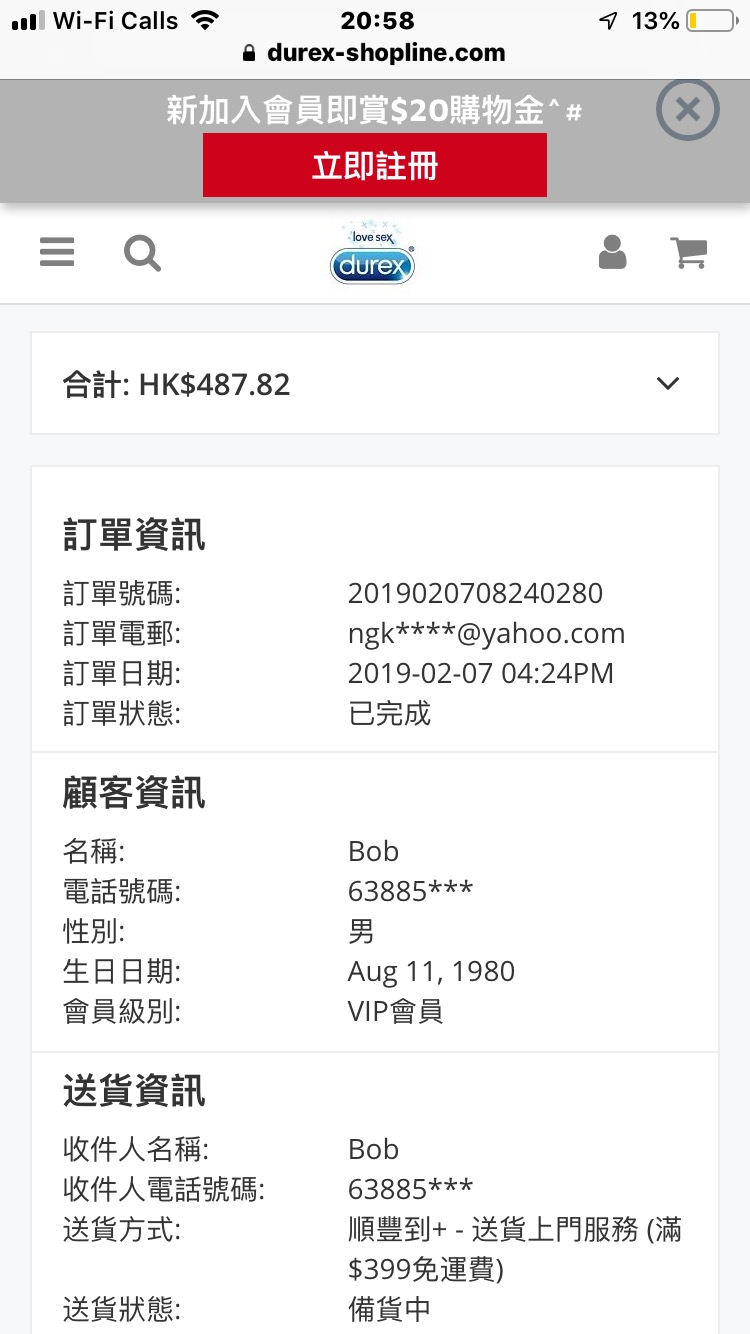 Wi-Fi Calls 20:58 13%
durex-shopline.com
新加入會員即賞$20購物金^#
立即註冊
love sex
durex®
合計: HK$487.82
訂單資訊
訂單號碼: 2019020708240280
訂單電郵: ngk****@yahoo.com
訂單日期: 2019-02-07 04:24PM
訂單狀態: 已完成
顧客資訊
名稱: Bob
電話號碼: 63885***
性別: 男
生日日期: Aug 11, 1980
會員級別: VIP會員
送貨資訊
收件人名稱: Bob
收件人電話號碼: 63885***
送貨方式: 順豐到+ - 送貨上門服務 (滿
$399免運費)
送貨狀態: 備貨中